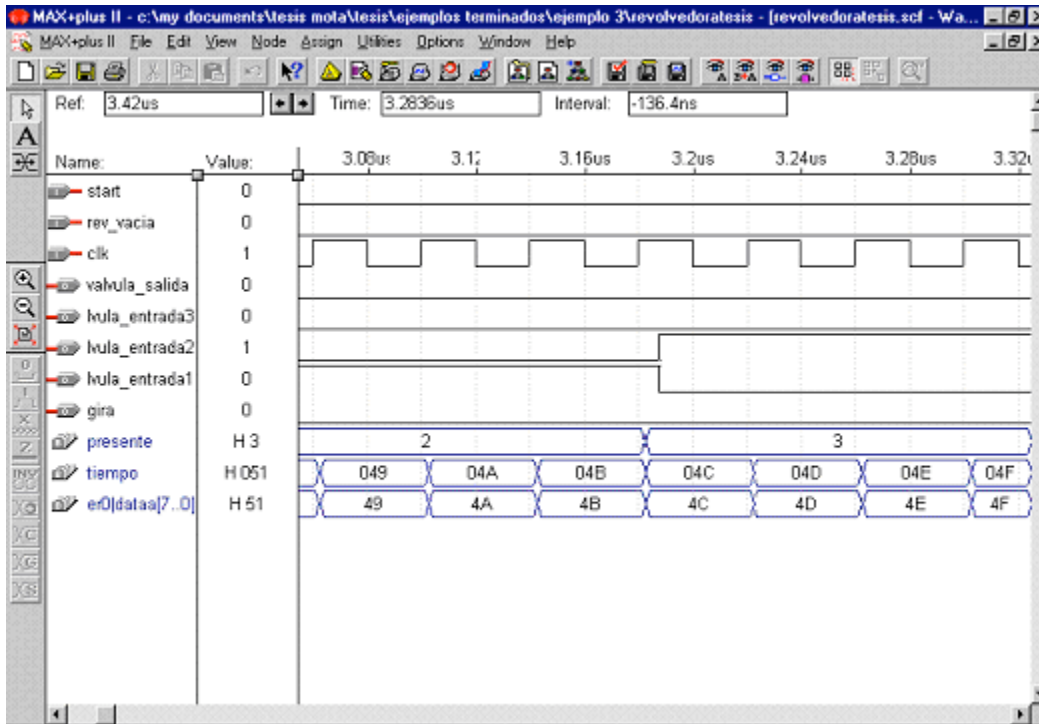 MAX+plus II - c:\my documents\tesis mota\tesis\ejemplos terminados\ejemplo 3\revolvedoratesis - [revolvedoratesis.scf - Wa...
MAX+plus II File Edit View Node Assign Utilities Options Window Help
Ref: 3.42us Time: 3.2836us Interval: -136.4ns
3.08us 3.12 3.16us 3.2us 3.24us 3.28us 3.32u
Name: Value:
start 0
rev_vacia 0
clk 1
valvula_salida 0
lvula_entrada3 0
lvula_entrada2 1
lvula_entrada1 0
gira 0
presente H 3 2 3
tiempo H 051 049 04A 04B 04C 04D 04E 04F
er0|dataa[7..0] H 51 49 4A 4B 4C 4D 4E 4F